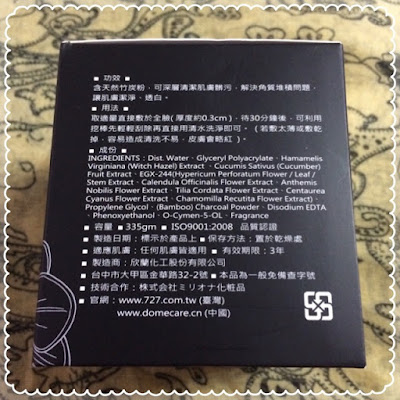 ■ 功效
含天然竹炭粉，可深層清潔肌膚髒污，解決角質堆積問題，
讓肌膚潔淨，透白。
■ 用法
取適量直接敷於全臉(厚度約0.3cm)，待30分鐘後，可利用
挖棒先輕輕刮除再直接用清水洗淨即可。(若敷太薄或敷乾
掉，容易造成清洗不易，皮膚會略紅)。
■ 成份
INGREDIENTS：Dist. Water、Glyceryl Polyacrylate、Hamamelis
Virginiana (Witch Hazel) Extract、Cucumis Sativus (Cucumber)
Fruit Extract、EGX-244(Hypericum Perforatum Flower / Leaf /
Stem Extract、Calendula Officinalis Flower Extract、Anthemis
Nobilis Flower Extract、Tilia Cordata Flower Extract、Centaurea
Cyanus Flower Extract、Chamomilla Recutita Flower Extract)、
Propylene Glycol、(Bamboo) Charcoal Powder、Disodium EDTA
、Phenoxyethanol、O-Cymen-5-OL、Fragrance
■ 容量：335gm ■ ISO9001:2008 品質認證
■ 製造日期：標示於產品上 ■ 保存方法：置於乾燥處
■ 適應肌膚：任何肌膚皆適用 ■ 有效期限：3年
■ 製造商：欣蘭化工股份有限公司
台中市大甲區金華路32-2號 ■ 本品為一般免備查字號
■ 技術合作：株式会社ミリオナ化粧品
■ 官網：www.727.com.tw (臺灣)
www.domecare.cn (中國)